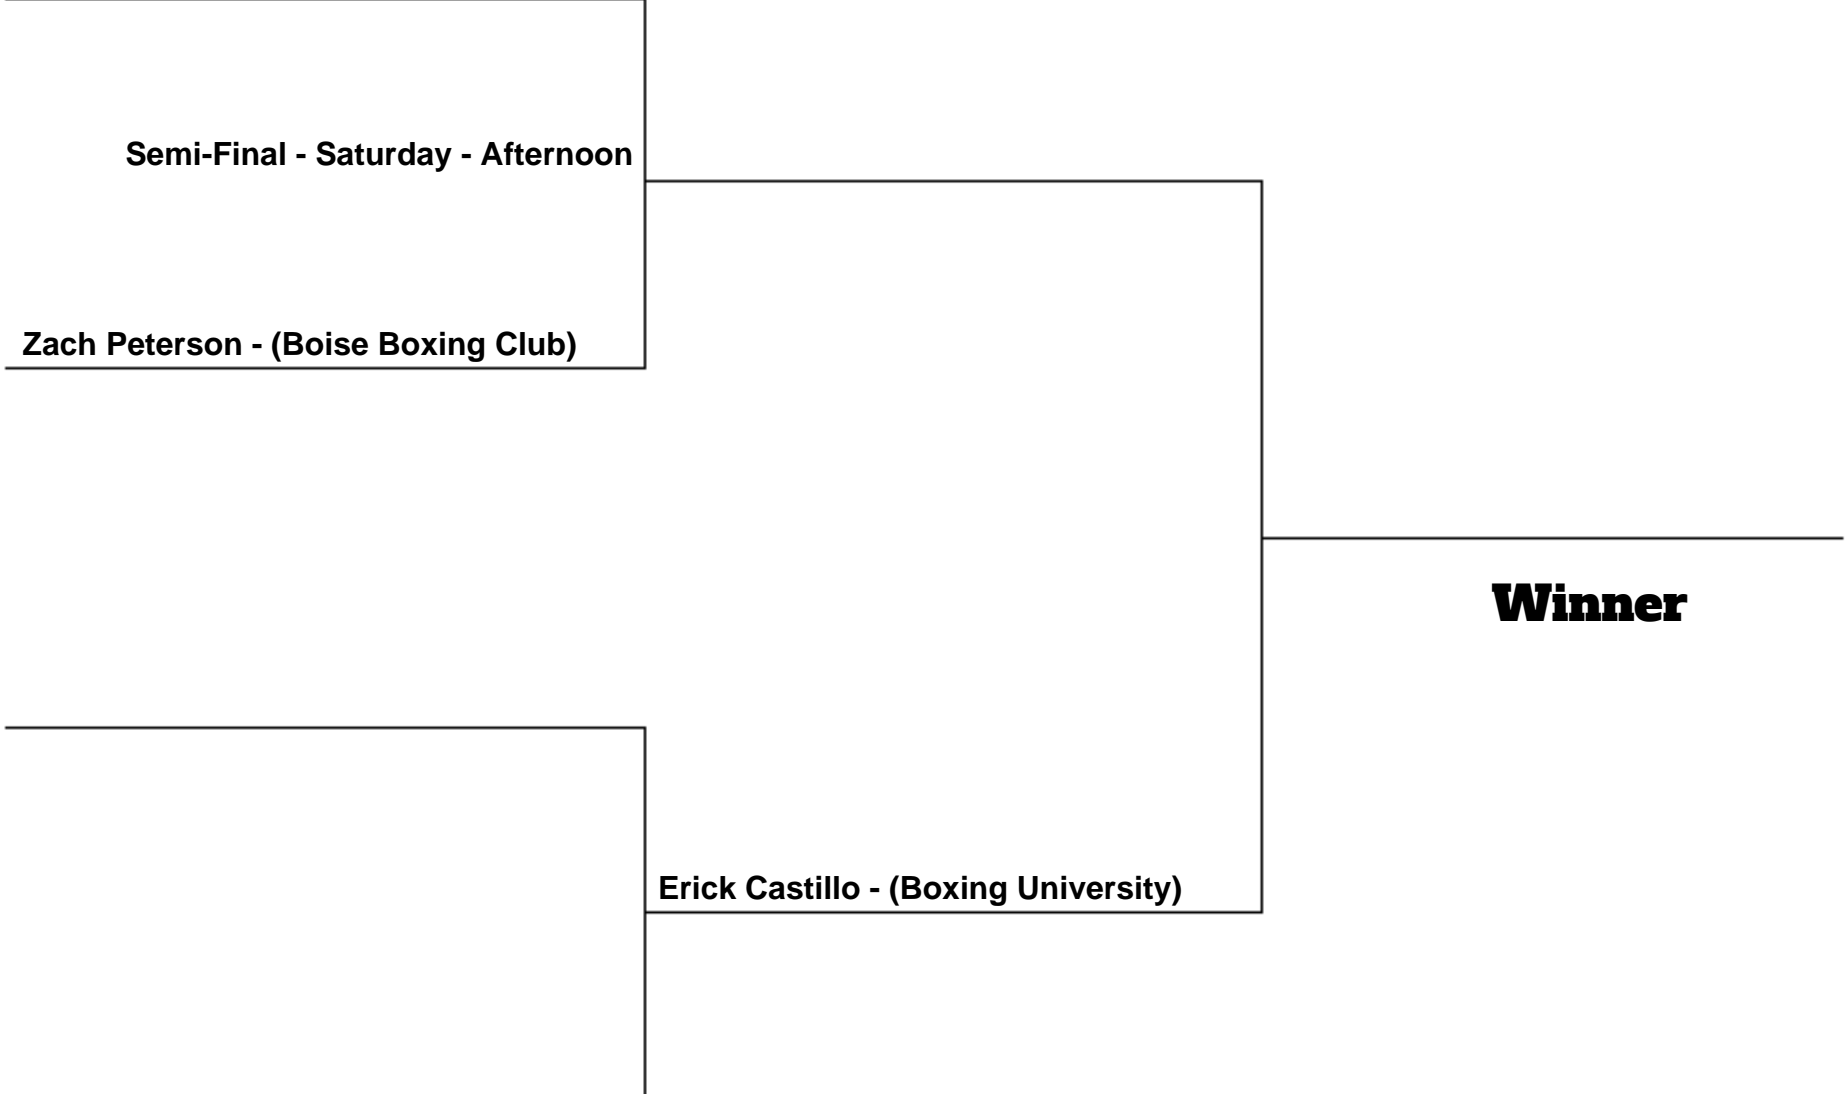 Semi-Final - Saturday - Afternoon
Zach Peterson - (Boise Boxing Club)
Winner
Erick Castillo - (Boxing University)